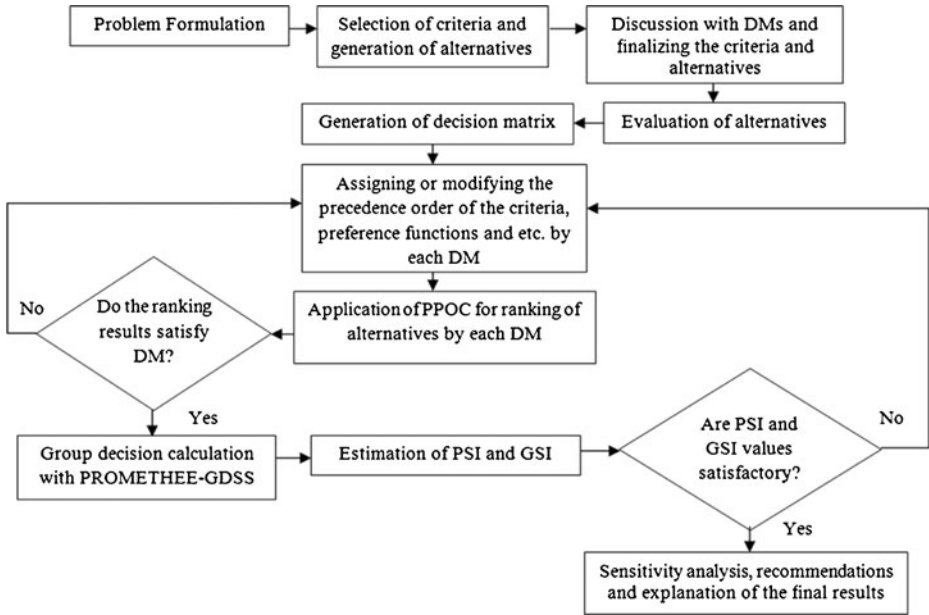 Problem Formulation
Selection of criteria and
generation of alternatives
Discussion with DMs and
finalizing the criteria and
alternatives
Generation of decision matrix
Evaluation of alternatives
Assigning or modifying the
precedence order of the criteria,
preference functions and etc. by
each DM
No
Do the ranking
results satisfy
DM?
Application of PPOC for ranking of
alternatives by each DM
Yes
Group decision calculation
with PROMETHEE-GDSS
Estimation of PSI and GSI
Are PSI and
GSI values
satisfactory?
No
Yes
Sensitivity analysis, recommendations
and explanation of the final results